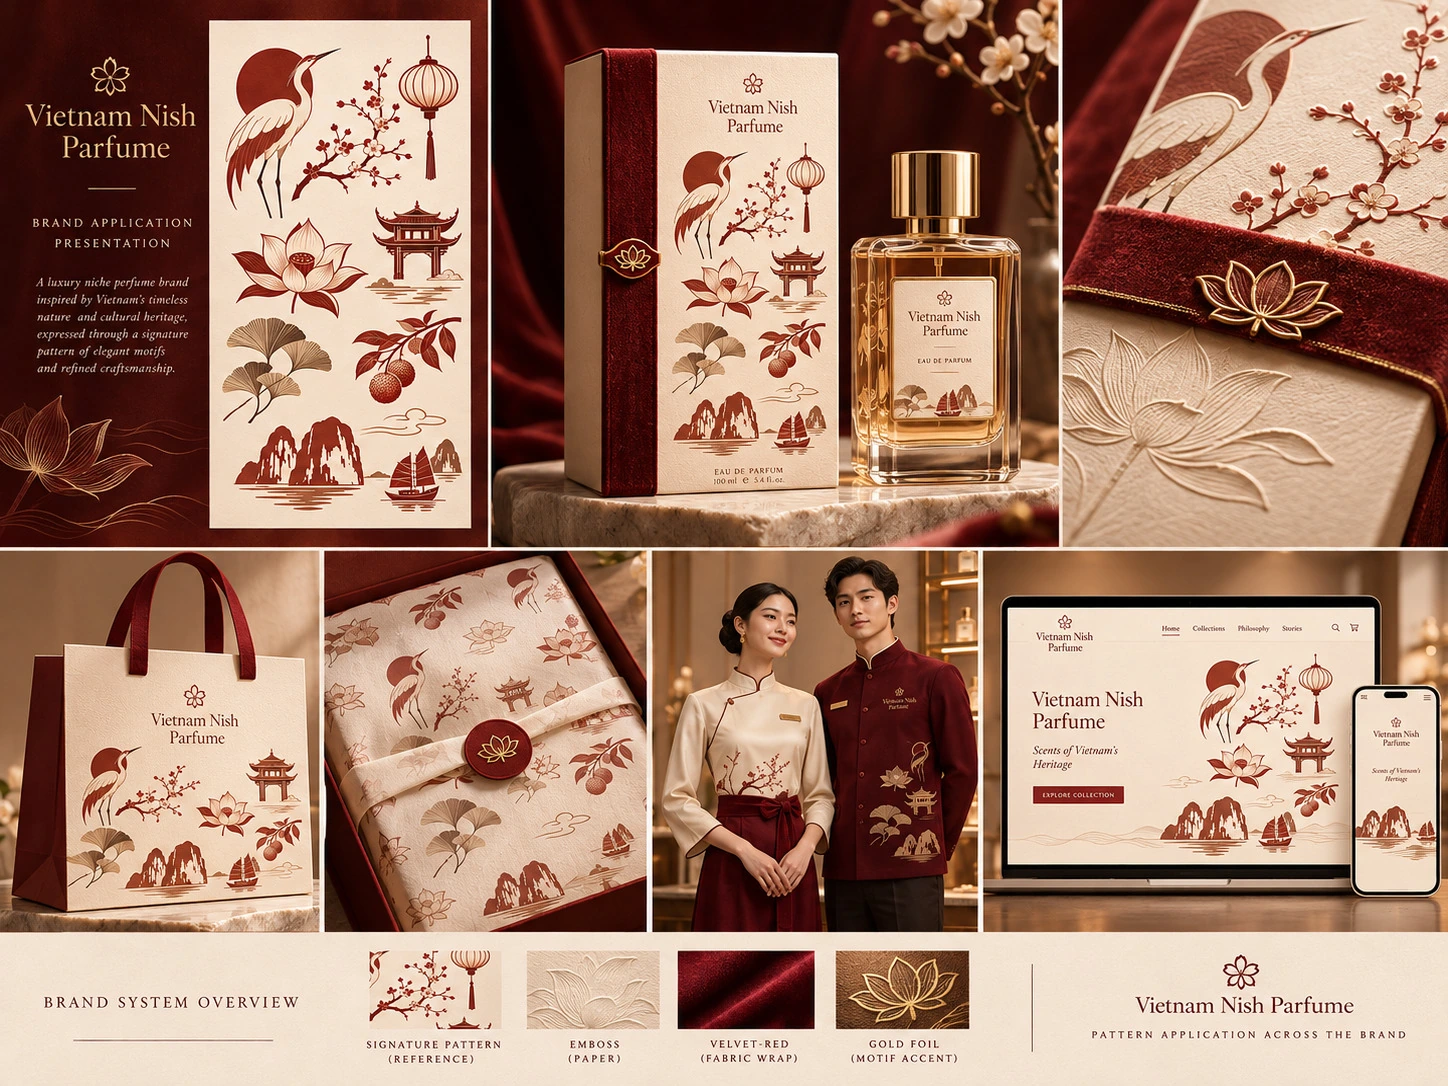 Vietnam Nish
Parfume
BRAND APPLICATION
PRESENTATION
A luxury niche perfume brand
inspired by Vietnam's timeless
nature and cultural heritage,
expressed through a signature
pattern of elegant motifs
and refined craftsmanship.
Vietnam Nish
Parfume
EAU DE PARFUM
100 ml e 5.4 fl.oz.
Vietnam Nish
Parfume
EAU DE PARFUM
Vietnam Nish
Parfume
Vietnam Nish
Parfume
Vietnam Nish
Parfume
Home Collections Philosophy Stories
Vietnam Nish
Parfume
Scents of Vietnam's
Heritage
EXPLORE COLLECTION
Vietnam Nish
Parfume
Scents of Vietnam's
Heritage
BRAND SYSTEM OVERVIEW
SIGNATURE PATTERN
(REFERENCE)
EMBOSS
(PAPER)
VELVET-RED
(FABRIC WRAP)
GOLD FOIL
(MOTIF ACCENT)
Vietnam Nish Parfume
PATTERN APPLICATION ACROSS THE BRAND